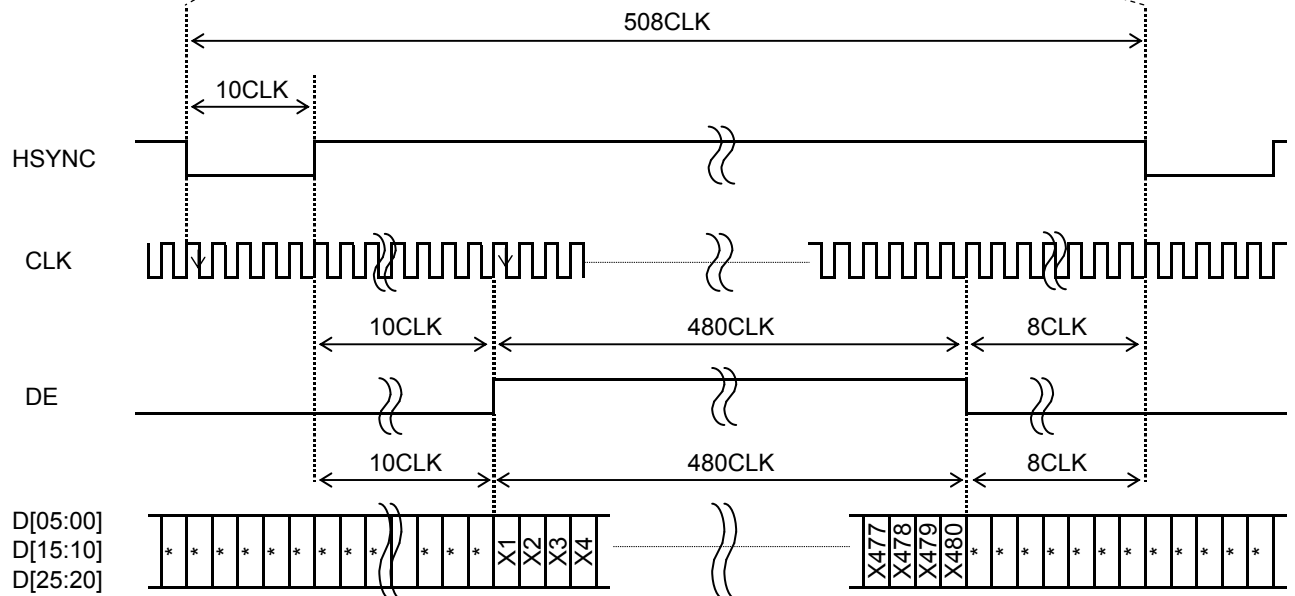 508CLK
10CLK
HSYNC
CLK
10CLK 480CLK 8CLK
DE
10CLK 480CLK 8CLK
D[05:00]
D[15:10]
D[25:20]
* * * * * * * * * * * * X1 X2 X3 X4 X477 X478 X479 X480 * * * * * * * * * * * *